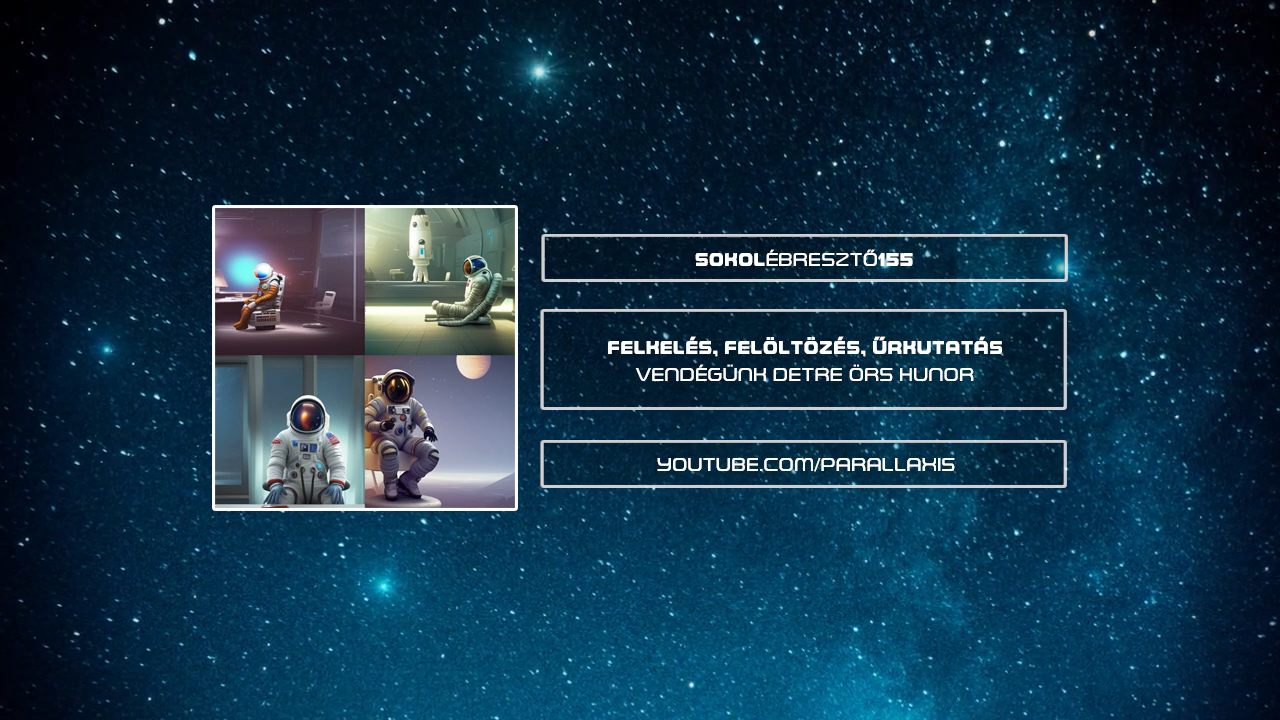 SOKOLÉBRESZTŐ155
FELKELÉS, FELÖLTÖZÉS, ŰRKUTATÁS
VENDÉGÜNK DETRE ÖRS HUNOR
YOUTUBE.COM/PARALLAXIS